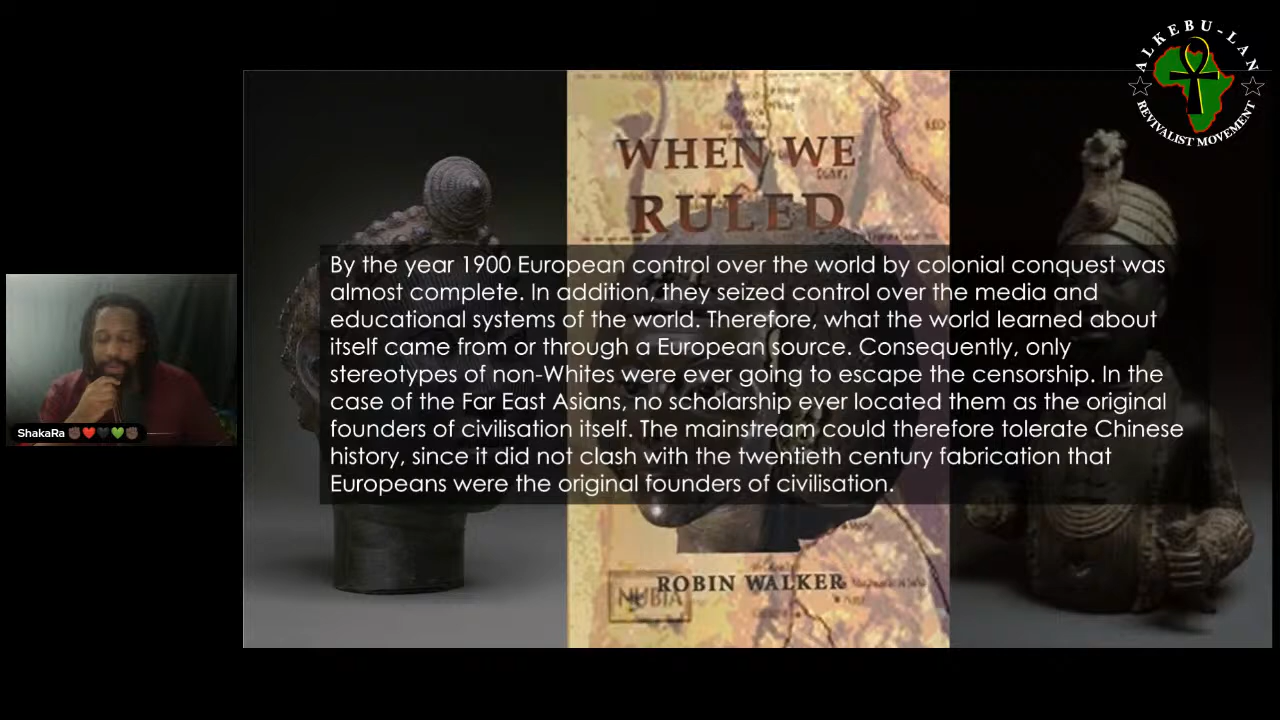 ALKEBU-LAN
REVIVALIST MOVEMENT
WHEN WE
RULED
By the year 1900 European control over the world by colonial conquest was
almost complete. In addition, they seized control over the media and
educational systems of the world. Therefore, what the world learned about
itself came from or through a European source. Consequently, only
stereotypes of non-Whites were ever going to escape the censorship. In the
case of the Far East Asians, no scholarship ever located them as the original
founders of civilisation itself. The mainstream could therefore tolerate Chinese
history, since it did not clash with the twentieth century fabrication that
Europeans were the original founders of civilisation.
ShakaRa ✊🏿❤️🖤💚✊🏿
ROBIN WALKER
NUBIA